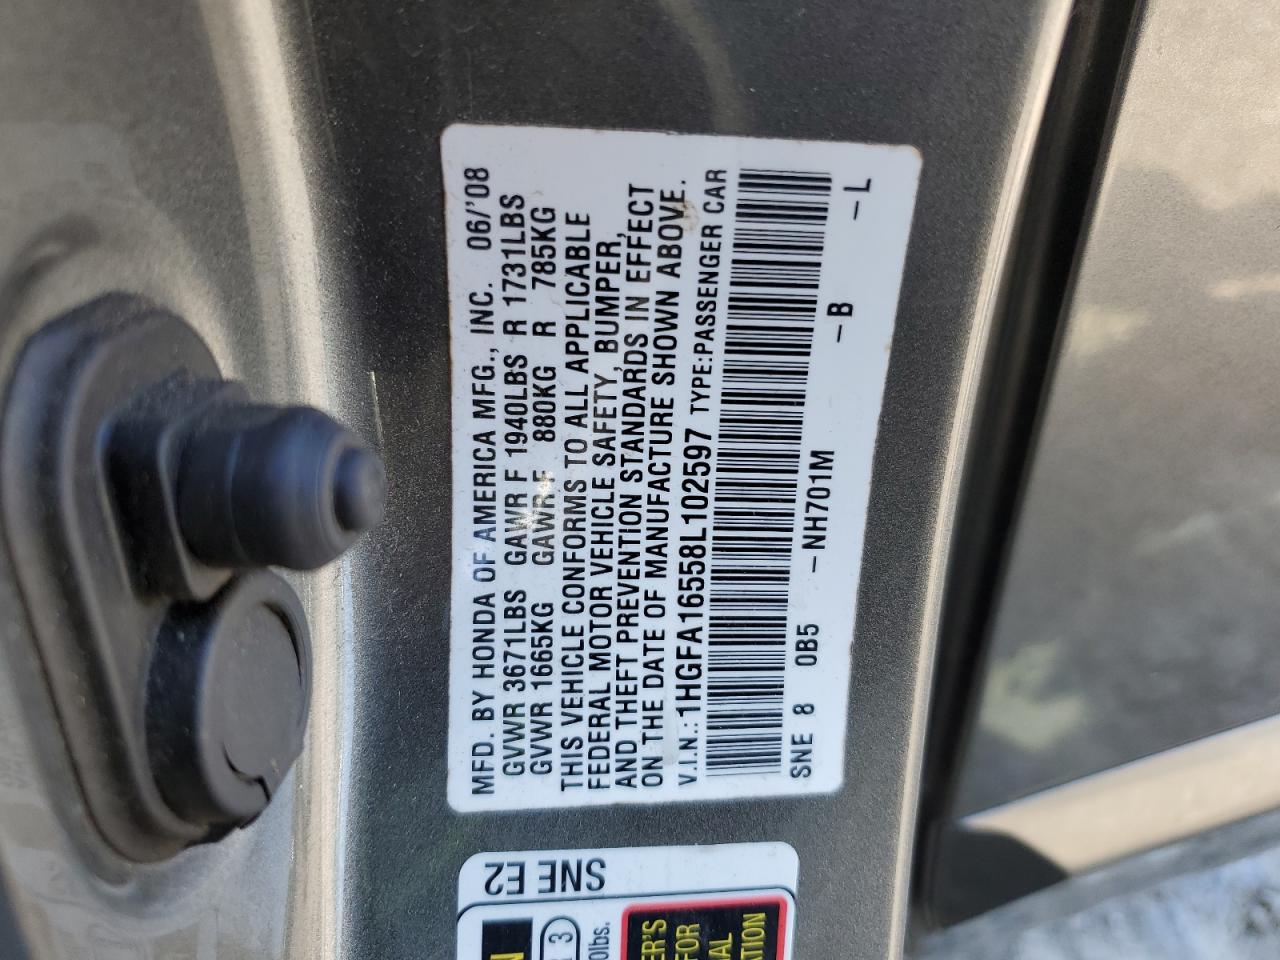 MFD. BY HONDA OF AMERICA MFG., INC. 06/'08
GVWR 3671LBS GAWR F 1940LBS R 1731LBS
GVWR 1665KG GAWR F 880KG R 785KG
THIS VEHICLE CONFORMS TO ALL APPLICABLE
FEDERAL MOTOR VEHICLE SAFETY, BUMPER,
AND THEFT PREVENTION STANDARDS IN EFFECT
ON THE DATE OF MANUFACTURE SHOWN ABOVE.
V.I.N.: 1HGFA16558L102597 TYPE:PASSENGER CAR
SNE 8 0B5 -NH701M -B -L
SNE E2